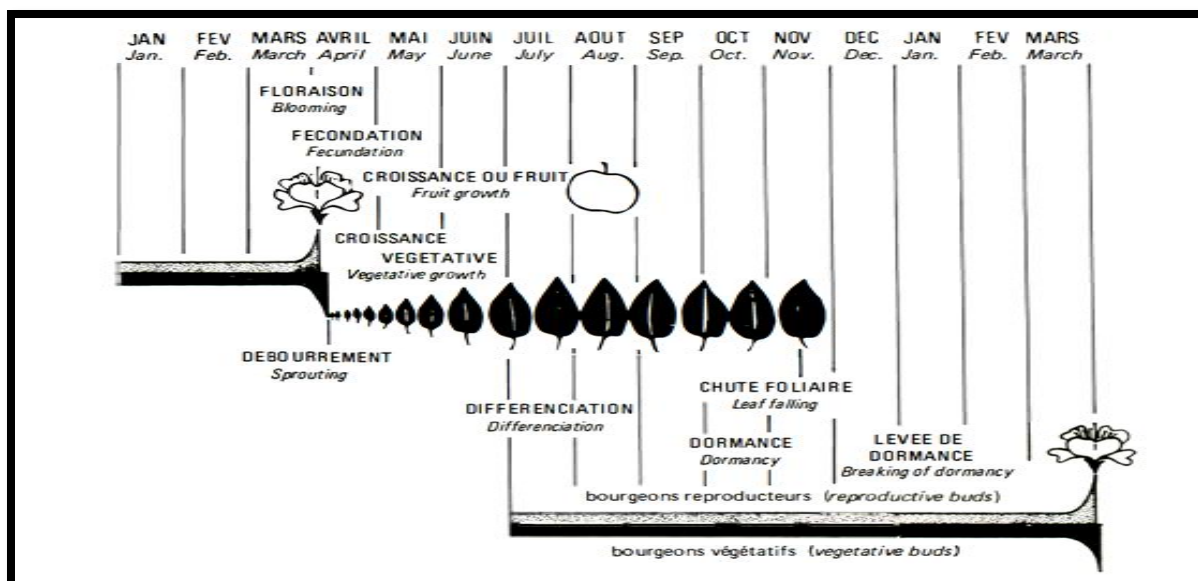 JAN FEV MARS AVRIL MAI JUIN JUIL AOUT SEP OCT NOV DEC JAN FEV MARS
Jan. Feb. March April May June July Aug. Sep. Oct. Nov. Dec. Jan. Feb. March
FLORAISON
Blooming
FECONDATION
Fecundation
CROISSANCE OU FRUIT
Fruit growth
CROISSANCE
VEGETATIVE
Vegetative growth
DEBOURREMENT
Sprouting
CHUTE FOLIAIRE
Leaf falling
DIFFERENCIATION
Differenciation
DORMANCE
Dormancy
LEVEE DE
DORMANCE
Breaking of dormancy
bourgeons reproducteurs (reproductive buds)
bourgeons végétatifs (vegetative buds)